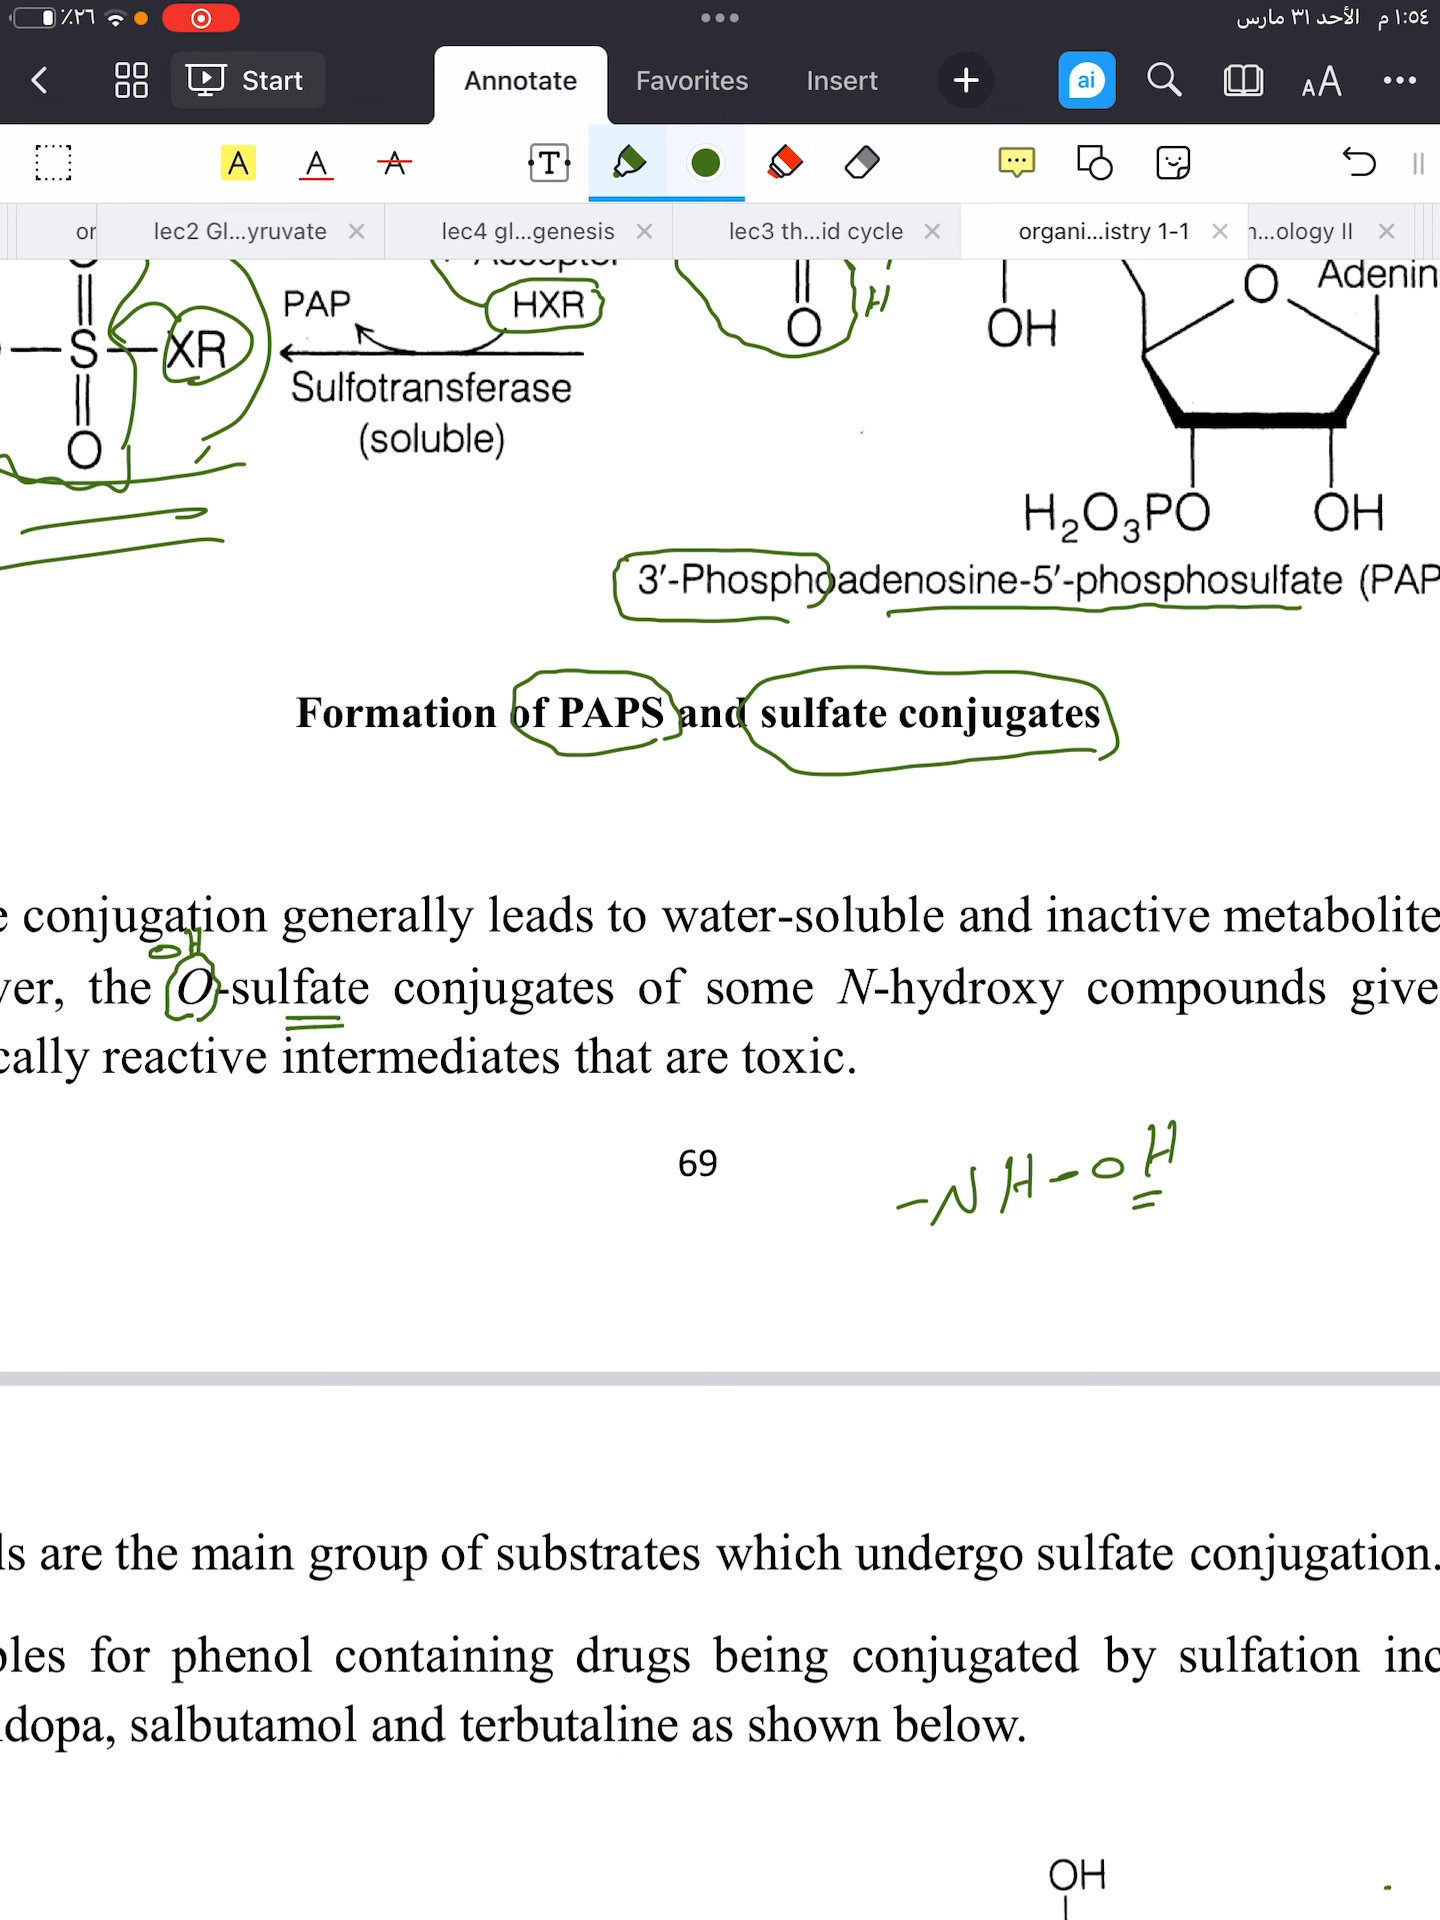 ٪٢٦ الأحد ٣١ مارس ١:٥٤ م
Start Annotate Favorites Insert ai AA
A A A T
or lec2 Gl...yruvate lec4 gl...genesis lec3 th...id cycle organi...istry 1-1 n...ology II
Acceptor
Adenin
O
PAP HXR H
O OH
S XR
Sulfotransferase
O (soluble)
H₂O₃PO OH
3′-Phosphoadenosine-5′-phosphosulfate (PAP
Formation of PAPS and sulfate conjugates
e conjugation generally leads to water-soluble and inactive metabolite
OH
ver, the O-sulfate conjugates of some N-hydroxy compounds give
cally reactive intermediates that are toxic.
69
-NH-OH
ls are the main group of substrates which undergo sulfate conjugation.
ples for phenol containing drugs being conjugated by sulfation inc
dopa, salbutamol and terbutaline as shown below.
OH